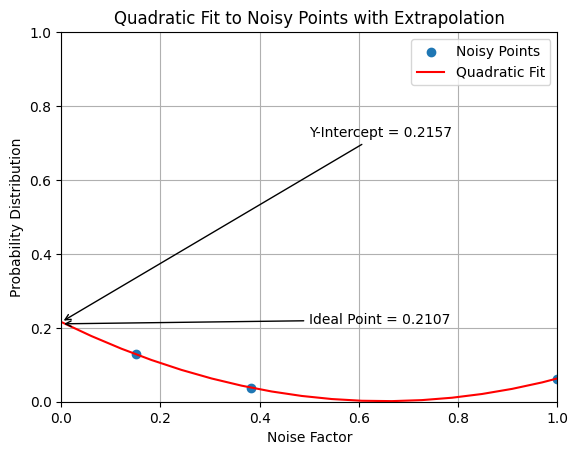 Quadratic Fit to Noisy Points with Extrapolation
1.0
Noisy Points
Quadratic Fit
0.8
Y-Intercept = 0.2157
0.6
Probability Distribution
0.4
Ideal Point = 0.2107
0.2
0.0
0.0 0.2 0.4 0.6 0.8 1.0
Noise Factor